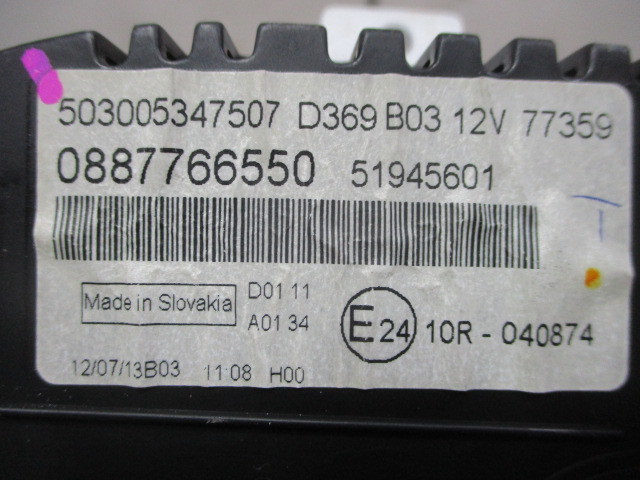 503005347507 D369 B03 12V 77359
0887766550 51945601
Made in Slovakia D01 11
A01 34
E24 10R - 040874
12/07/13B03 11:08 H00